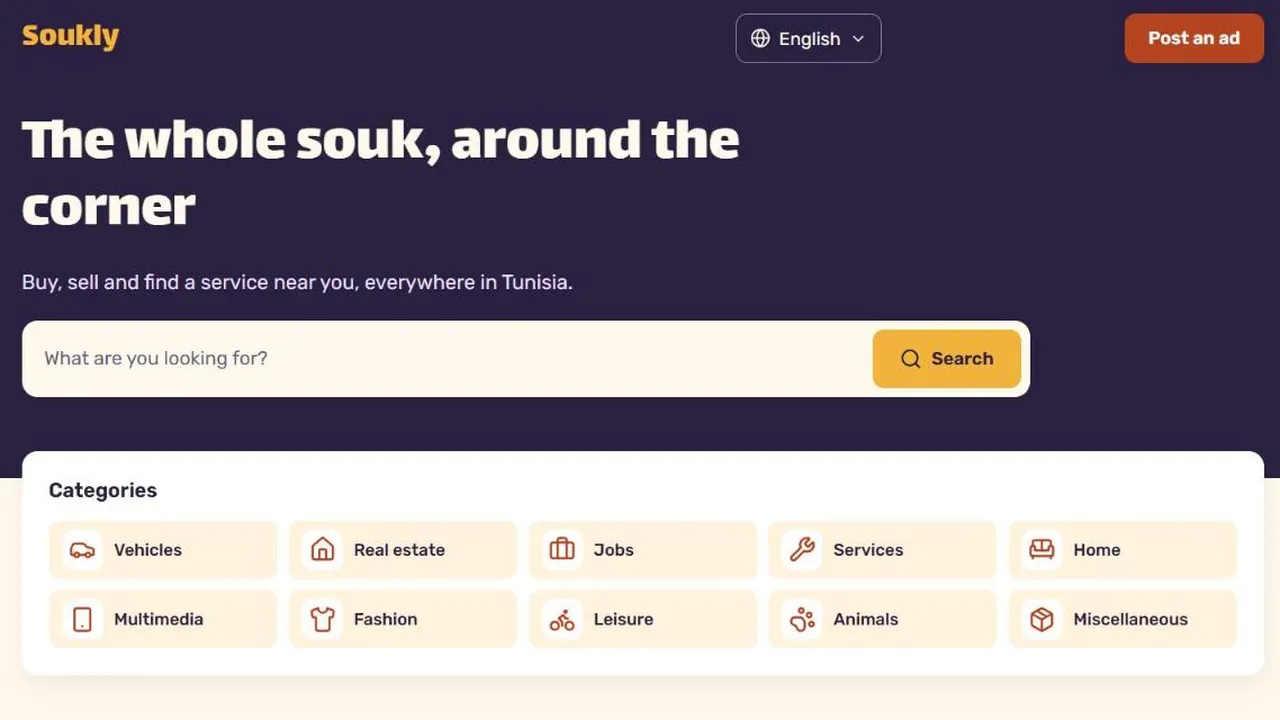 Soukly
English
Post an ad
The whole souk, around the
corner
Buy, sell and find a service near you, everywhere in Tunisia.
What are you looking for?
Search
Categories
Vehicles
Real estate
Jobs
Services
Home
Multimedia
Fashion
Leisure
Animals
Miscellaneous